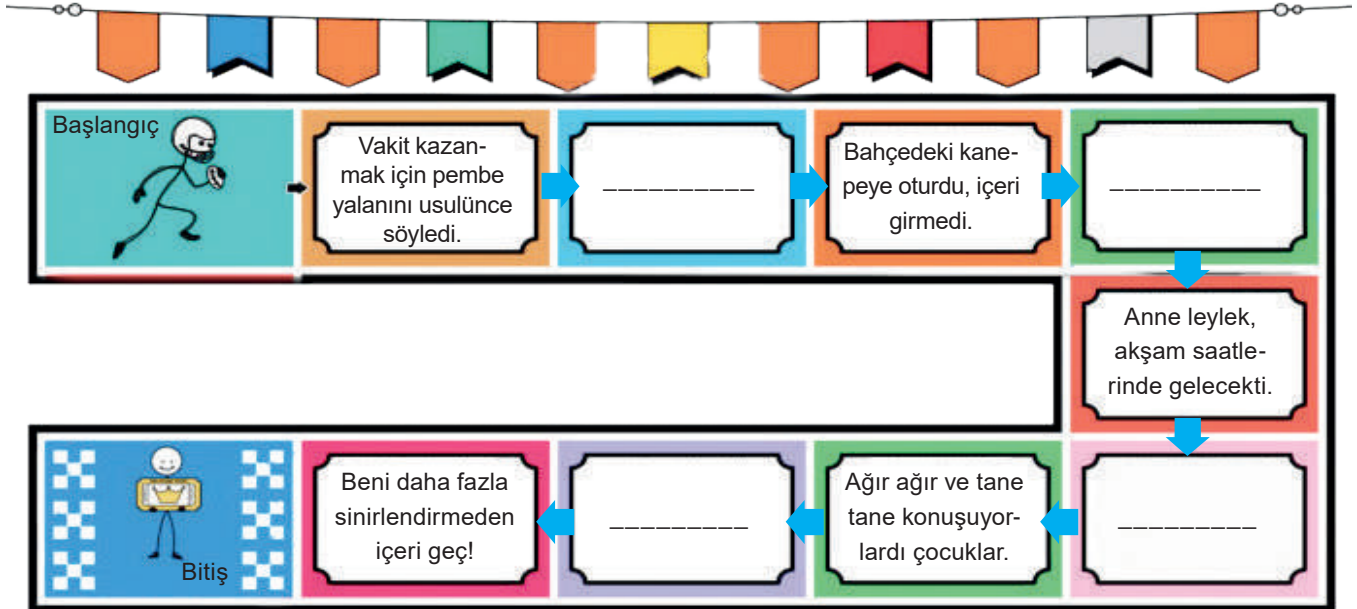 Başlangıç
Vakit kazan-
mak için pembe
yalanını usulünce
söyledi.
__________
Bahçedeki kane-
peye oturdu, içeri
girmedi.
__________
Anne leylek,
akşam saatle-
rinde gelecekti.
_________
Ağır ağır ve tane
tane konuşuyor-
lardı çocuklar.
_________
Beni daha fazla
sinirlendirmeden
içeri geç!
Bitiş